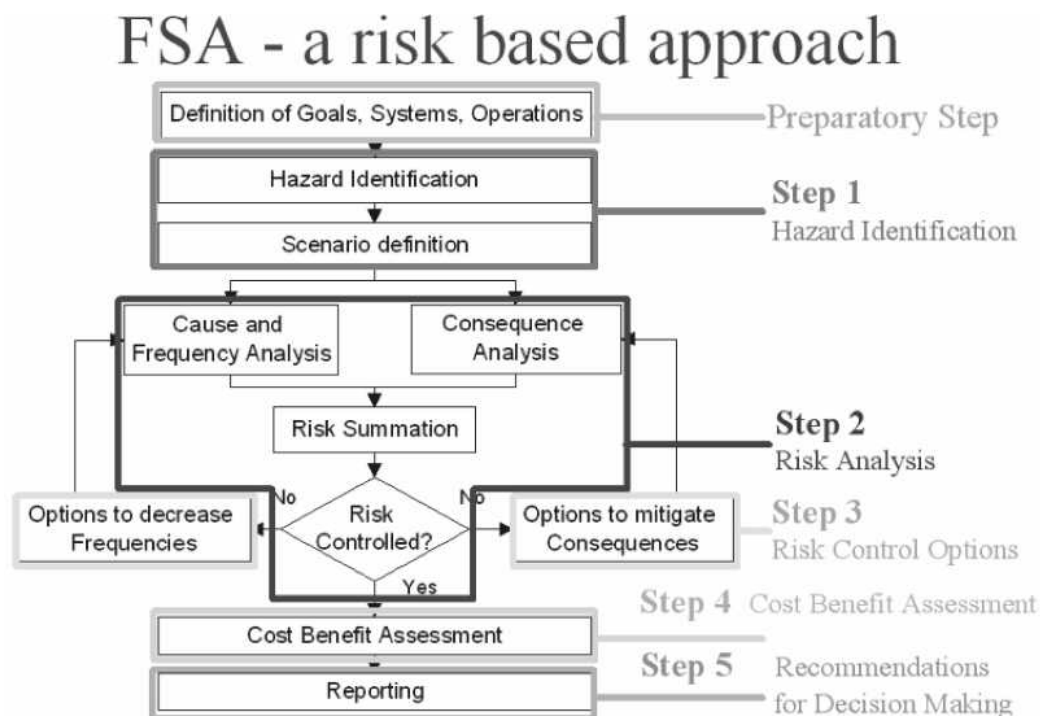 FSA - a risk based approach
Definition of Goals, Systems, Operations
Preparatory Step
Hazard Identification
Step 1
Hazard Identification
Scenario definition
Cause and
Frequency Analysis
Consequence
Analysis
Risk Summation
Step 2
Risk Analysis
No
No
Options to decrease
Frequencies
Risk
Controlled?
Options to mitigate
Consequences
Step 3
Risk Control Options
Yes
Step 4 Cost Benefit Assessment
Cost Benefit Assessment
Step 5 Recommendations
for Decision Making
Reporting